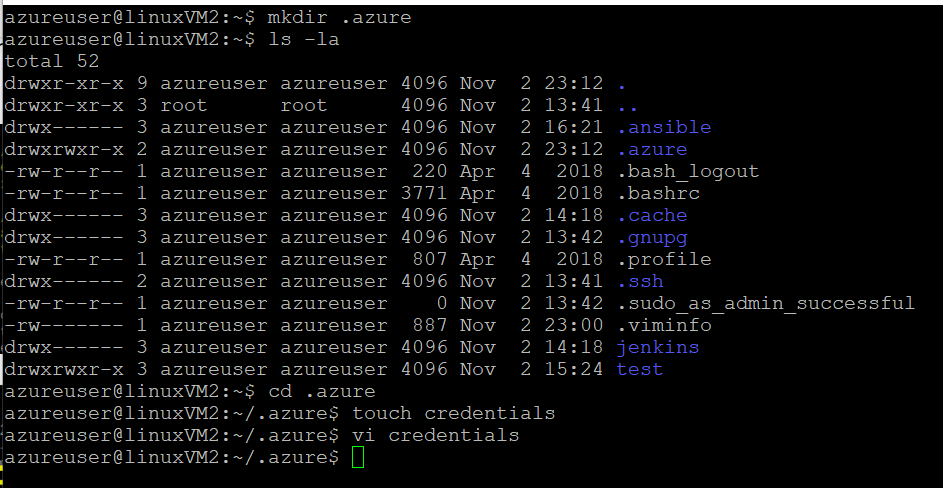 azureuser@linuxVM2:~$ mkdir .azure
azureuser@linuxVM2:~$ ls -la
total 52
drwxr-xr-x 9 azureuser azureuser 4096 Nov  2 23:12 .
drwxr-xr-x 3 root      root      4096 Nov  2 13:41 ..
drwx------ 3 azureuser azureuser 4096 Nov  2 16:21 .ansible
drwxrwxr-x 2 azureuser azureuser 4096 Nov  2 23:12 .azure
-rw-r--r-- 1 azureuser azureuser  220 Apr  4  2018 .bash_logout
-rw-r--r-- 1 azureuser azureuser 3771 Apr  4  2018 .bashrc
drwx------ 3 azureuser azureuser 4096 Nov  2 14:18 .cache
drwx------ 3 azureuser azureuser 4096 Nov  2 13:42 .gnupg
-rw-r--r-- 1 azureuser azureuser  807 Apr  4  2018 .profile
drwx------ 2 azureuser azureuser 4096 Nov  2 13:41 .ssh
-rw-r--r-- 1 azureuser azureuser    0 Nov  2 13:42 .sudo_as_admin_successful
-rw------- 1 azureuser azureuser  887 Nov  2 23:00 .viminfo
drwx------ 3 azureuser azureuser 4096 Nov  2 14:18 jenkins
drwxrwxr-x 3 azureuser azureuser 4096 Nov  2 15:24 test
azureuser@linuxVM2:~$ cd .azure
azureuser@linuxVM2:~/.azure$ touch credentials
azureuser@linuxVM2:~/.azure$ vi credentials
azureuser@linuxVM2:~/.azure$